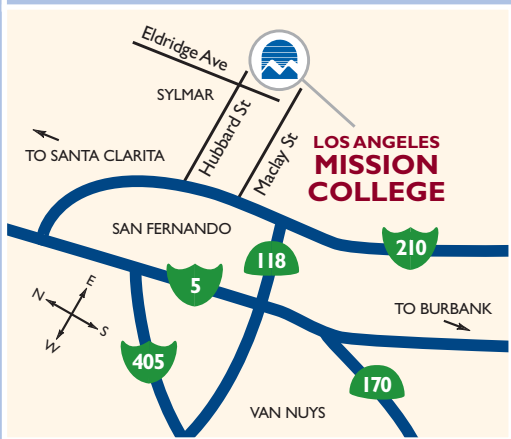 Eldridge Ave
SYLMAR
Hubbard St
Maclay St
LOS ANGELES
MISSION
COLLEGE
TO SANTA CLARITA
SAN FERNANDO
118
210
5
N
E
S
W
TO BURBANK
405
170
VAN NUYS